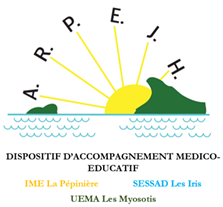 A. R. P. E. J. H.
DISPOSITIF D'ACCOMPAGNEMENT MEDICO-
EDUCATIF
IME La Pépinière SESSAD Les Iris
UEMA Les Myosotis